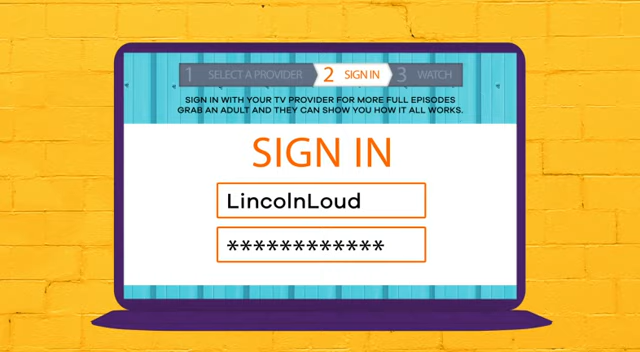 1 SELECT A PROVIDER 2 SIGN IN 3 WATCH
SIGN IN WITH YOUR TV PROVIDER FOR MORE FULL EPISODES
GRAB AN ADULT AND THEY CAN SHOW YOU HOW IT ALL WORKS.
SIGN IN
LincolnLoud
************